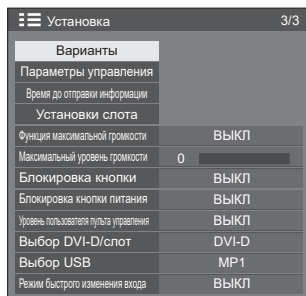 Установка 3/3
Варианты
Параметры управления
Время до отправки информации
Установки слота
Функция максимальной громкости ВЫКЛ
Максимальный уровень громкости 0
Блокировка кнопки ВЫКЛ
Блокировка кнопки питания ВЫКЛ
Уровень пользователя пульта управления ВЫКЛ
Выбор DVI-D/слот DVI-D
Выбор USB MP1
Режим быстрого изменения входа ВЫКЛ